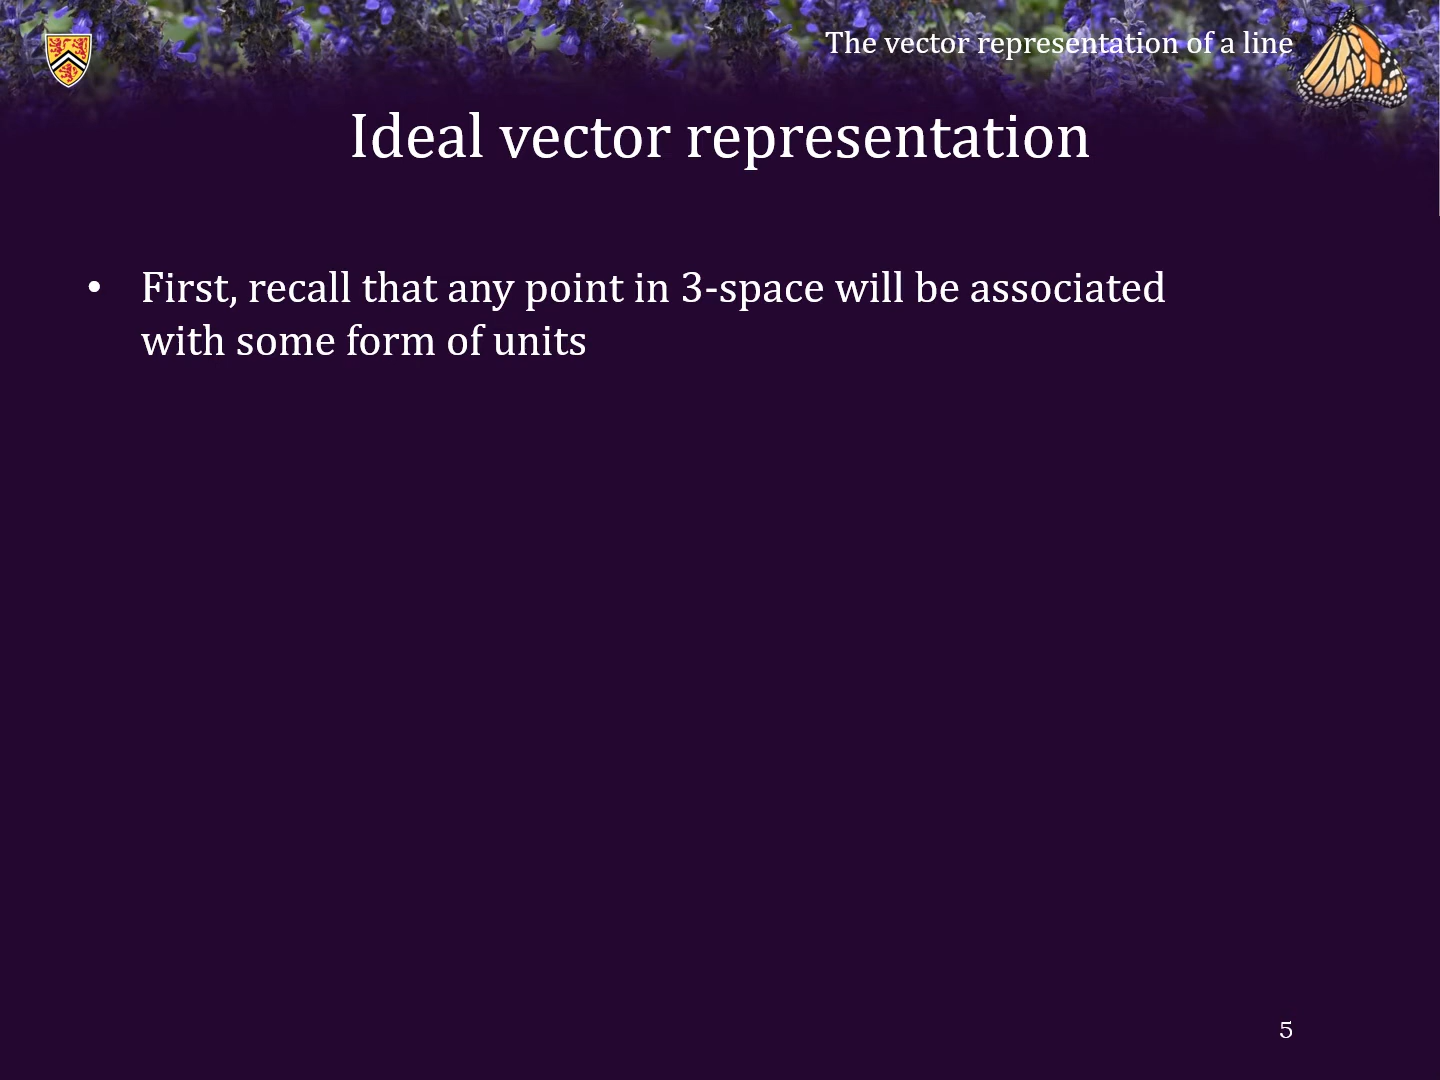 The vector representation of a line
Ideal vector representation
• First, recall that any point in 3-space will be associated
with some form of units
5